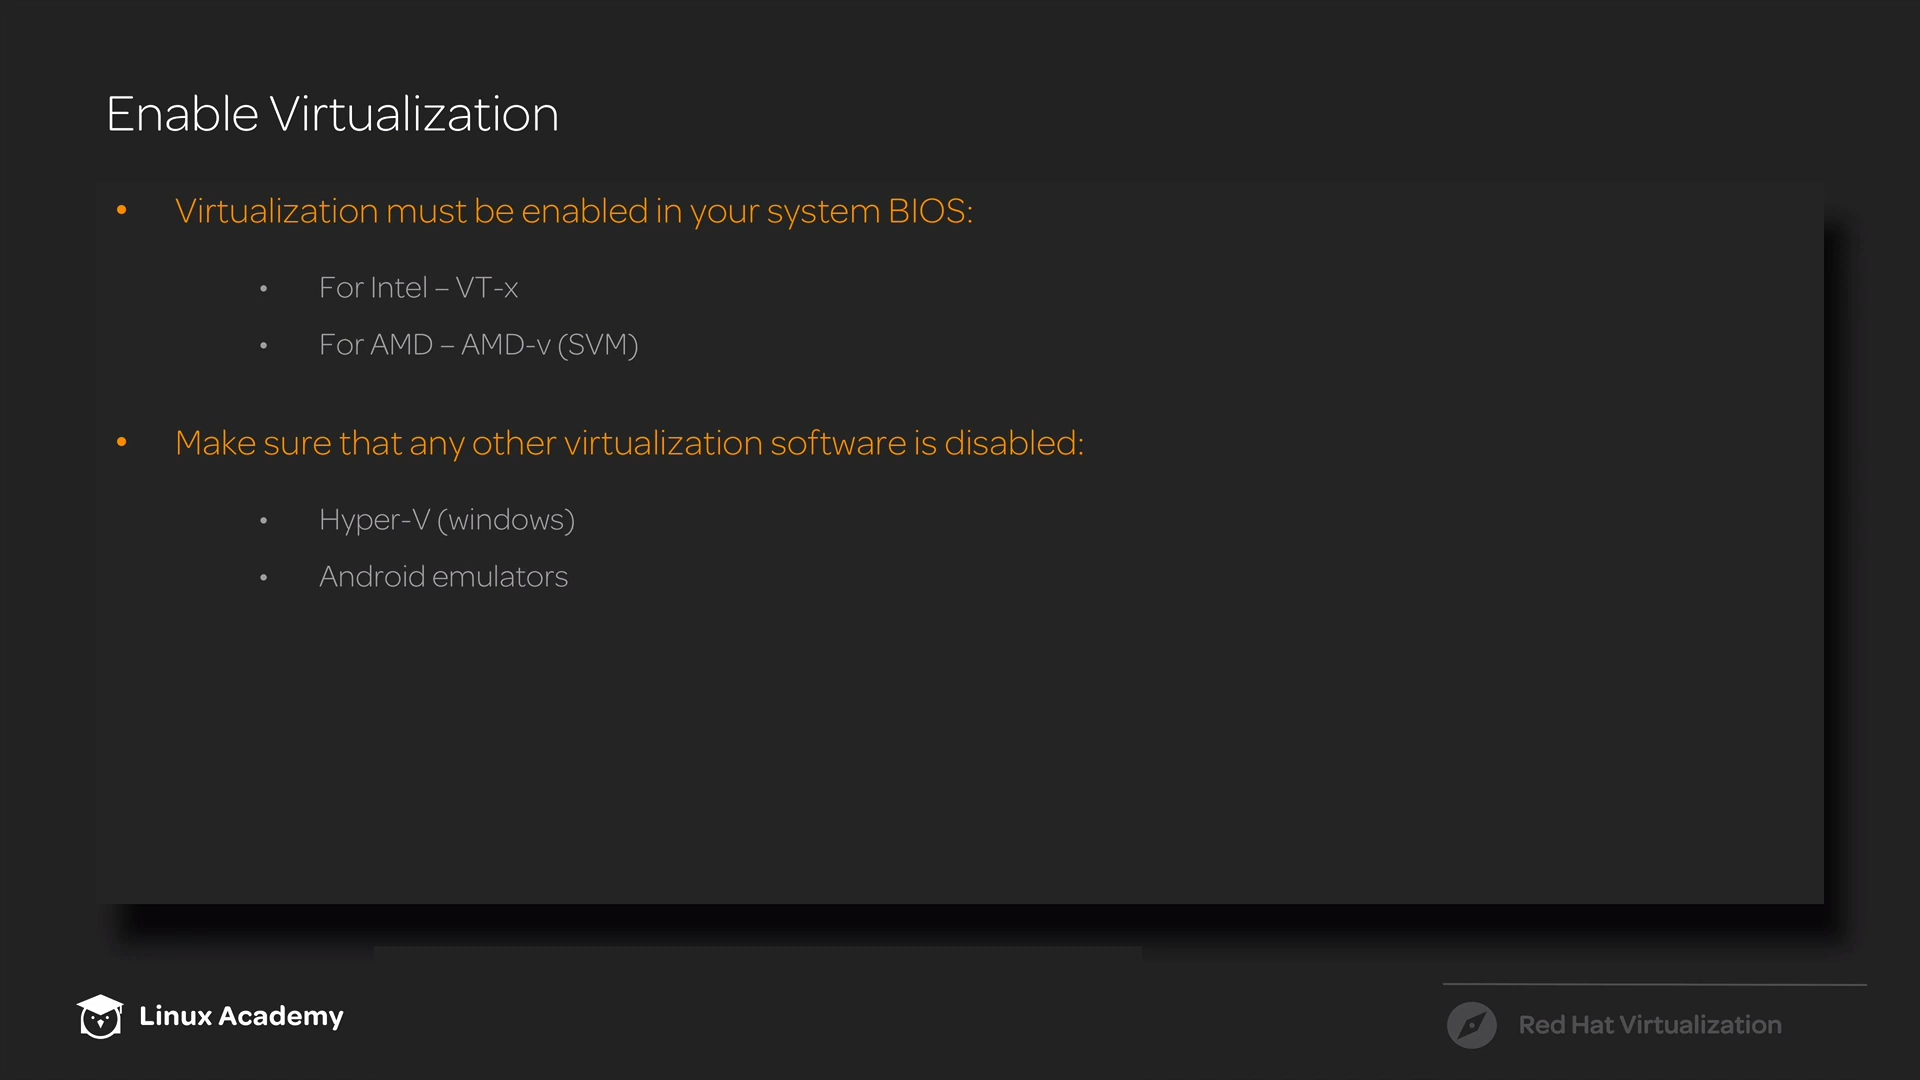 Enable Virtualization
• Virtualization must be enabled in your system BIOS:
• For Intel – VT-x
• For AMD – AMD-v (SVM)
• Make sure that any other virtualization software is disabled:
• Hyper-V (windows)
• Android emulators
Linux Academy
Red Hat Virtualization